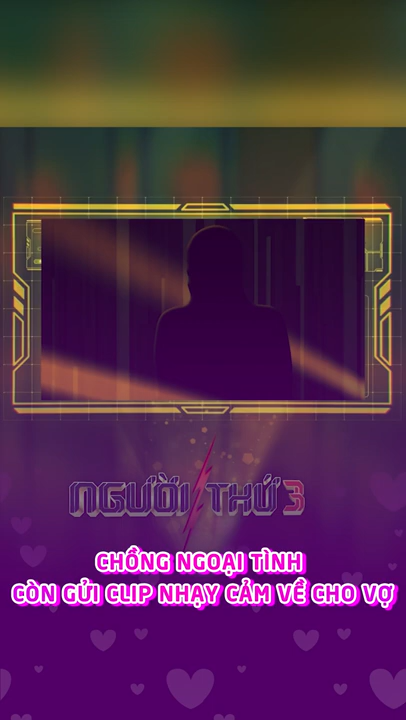 NGƯỜI THỨ 3
CHỒNG NGOẠI TÌNH
CÒN GỬI CLIP NHẠY CẢM VỀ CHO VỢ